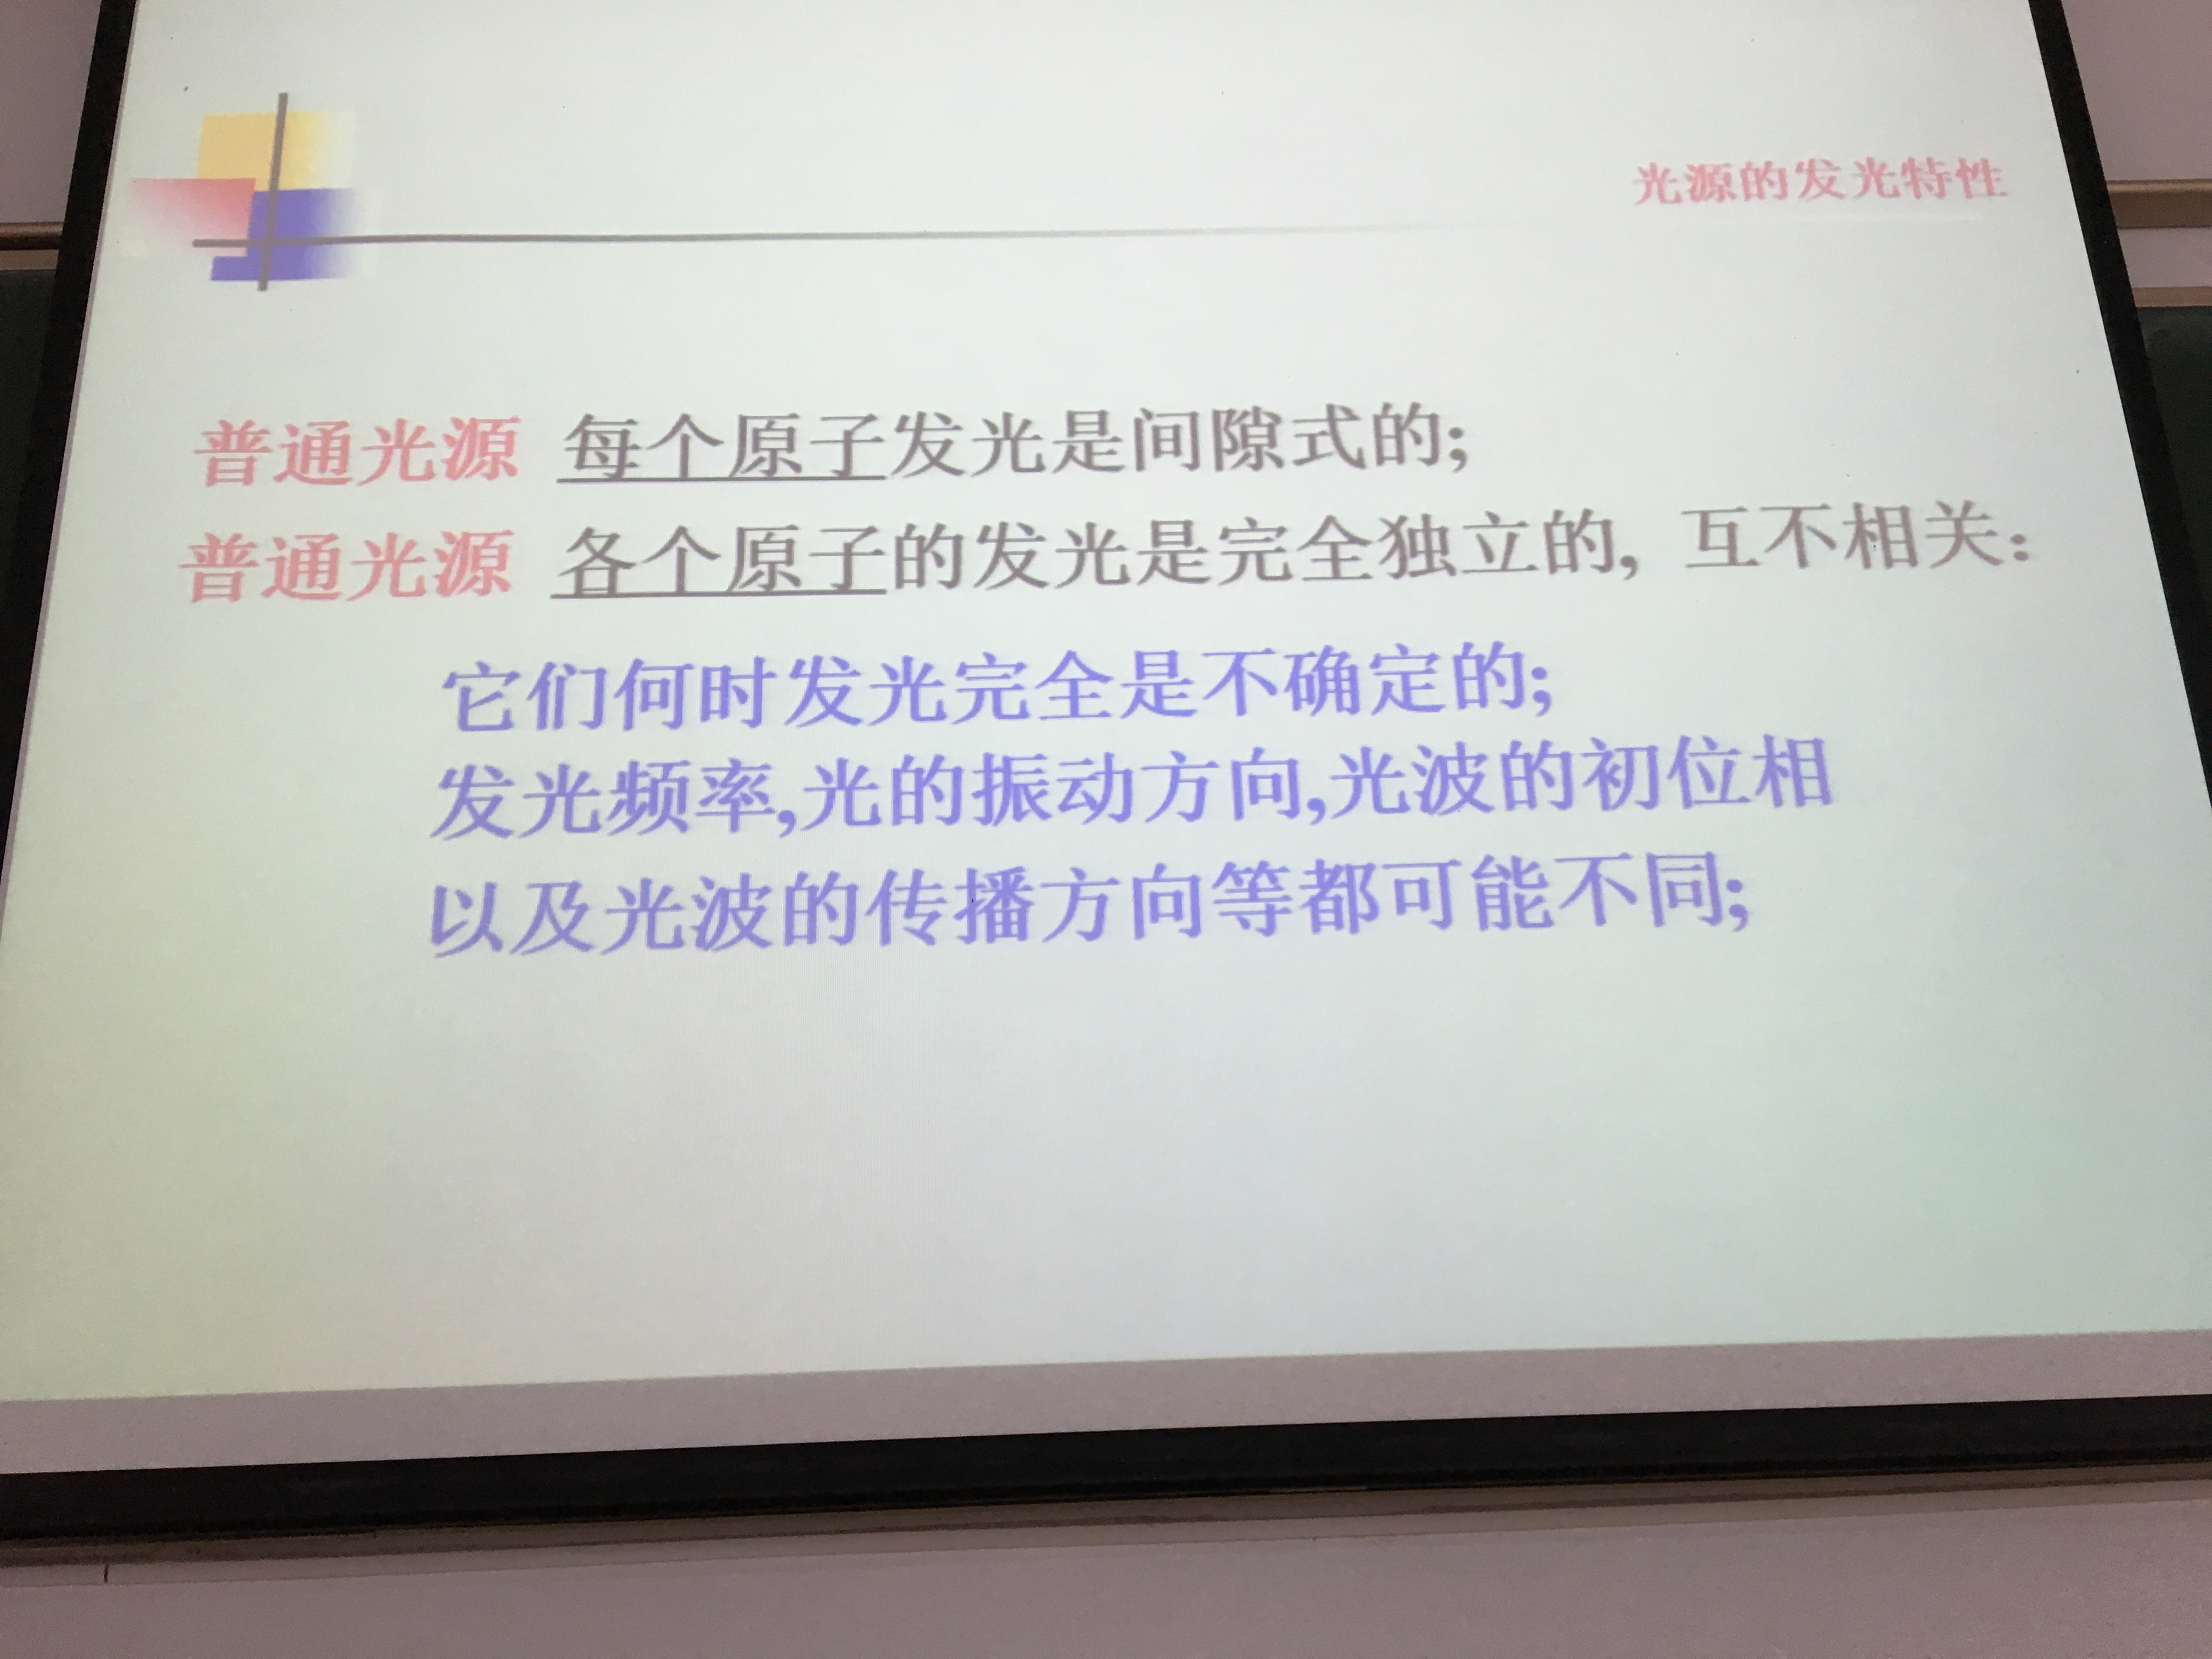 光源的发光特性
普通光源 每个原子发光是间隙式的;
普通光源 各个原子的发光是完全独立的, 互不相关:
它们何时发光完全是不确定的;
发光频率,光的振动方向,光波的初位相
以及光波的传播方向等都可能不同;